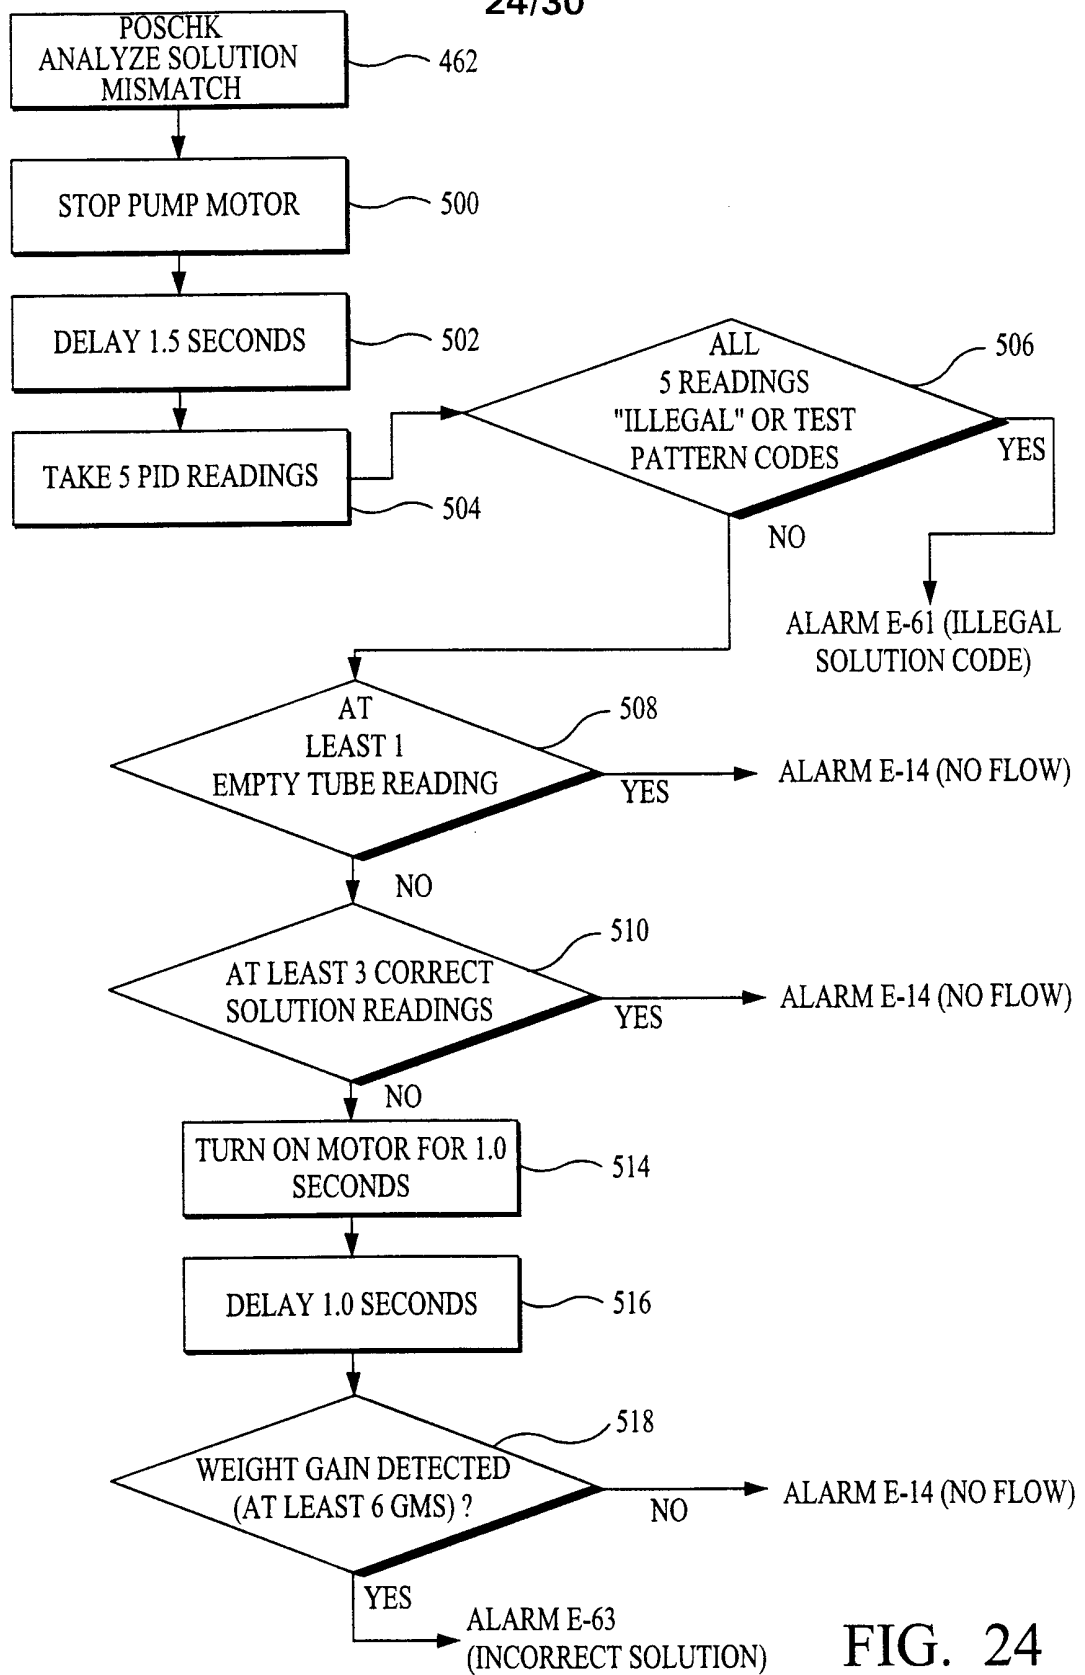 24/30
POSCHK
ANALYZE SOLUTION
MISMATCH
462
STOP PUMP MOTOR
500
DELAY 1.5 SECONDS
502
TAKE 5 PID READINGS
504
ALL
5 READINGS
"ILLEGAL" OR TEST
PATTERN CODES
506
YES
NO
ALARM E-61 (ILLEGAL
SOLUTION CODE)
AT
LEAST 1
EMPTY TUBE READING
508
YES
ALARM E-14 (NO FLOW)
NO
AT LEAST 3 CORRECT
SOLUTION READINGS
510
YES
ALARM E-14 (NO FLOW)
NO
TURN ON MOTOR FOR 1.0
SECONDS
514
DELAY 1.0 SECONDS
516
WEIGHT GAIN DETECTED
(AT LEAST 6 GMS) ?
518
NO
ALARM E-14 (NO FLOW)
YES
ALARM E-63
(INCORRECT SOLUTION)
FIG. 24